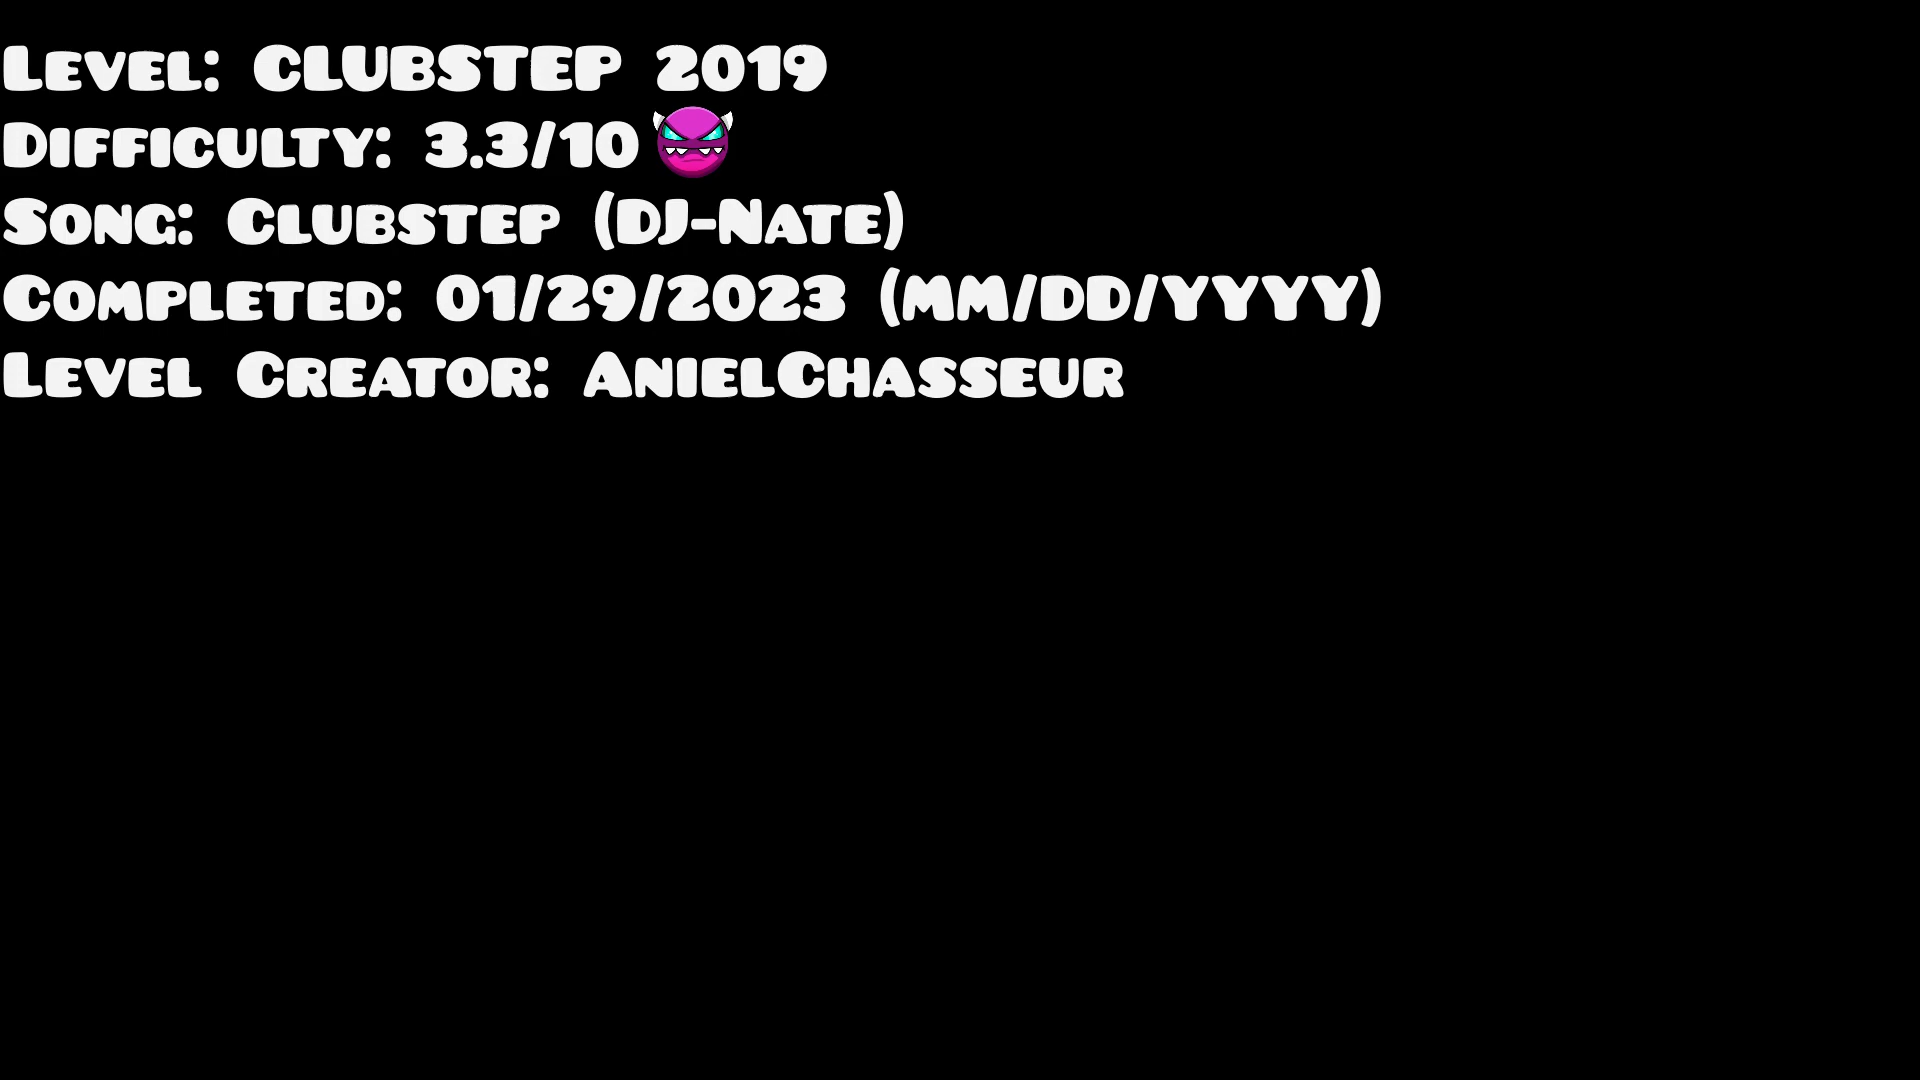 Level: CLUBSTEP 2019
Difficulty: 3.3/10
Song: Clubstep (DJ-Nate)
Completed: 01/29/2023 (MM/DD/YYYY)
Level Creator: AnielChasseur